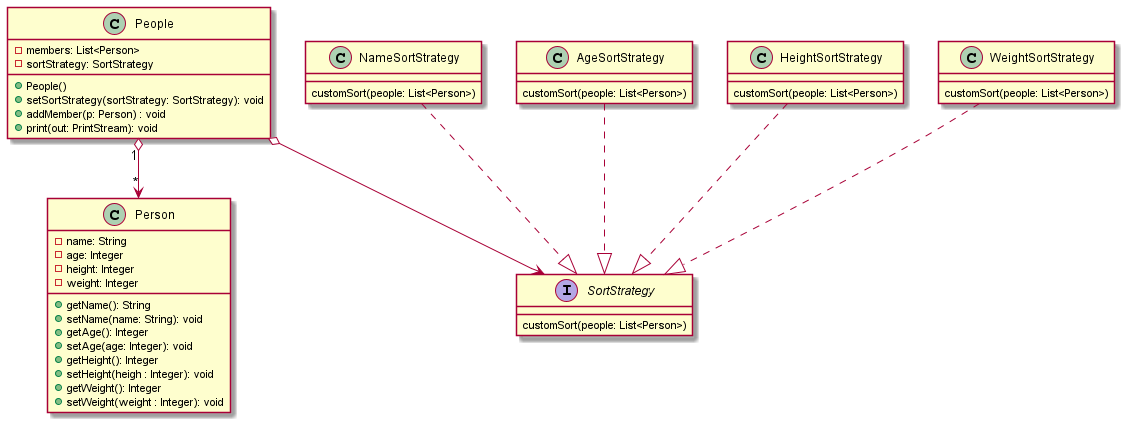 C People
members: List<Person>
sortStrategy: SortStrategy
People()
setSortStrategy(sortStrategy: SortStrategy): void
addMember(p: Person) : void
print(out: PrintStream): void
C NameSortStrategy
customSort(people: List<Person>)
C AgeSortStrategy
customSort(people: List<Person>)
C HeightSortStrategy
customSort(people: List<Person>)
C WeightSortStrategy
customSort(people: List<Person>)
1
*
C Person
name: String
age: Integer
height: Integer
weight: Integer
getName(): String
setName(name: String): void
getAge(): Integer
setAge(age: Integer): void
getHeight(): Integer
setHeight(heigh : Integer): void
getWeight(): Integer
setWeight(weight : Integer): void
I SortStrategy
customSort(people: List<Person>)